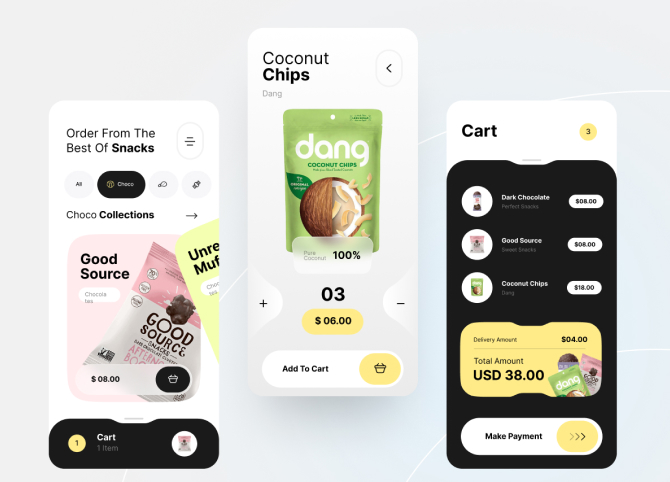 Order From The
Best Of Snacks
All
Choco
Choco Collections
Good
Source
Chocola
tes
GOOD
SOURCE
SNACKS
$ 08.00
Unre
Muf
Choc
1
Cart
1 Item
Coconut
Chips
Dang
dang
COCONUT CHIPS
Pure
Coconut
100%
+
03
−
$ 06.00
Add To Cart
Cart
3
Dark Chocolate
Perfect Snacks
$08.00
Good Source
Sweet Snacks
$08.00
Coconut Chips
Dang
$18.00
Delivery Amount
$04.00
Total Amount
USD 38.00
dang
Make Payment